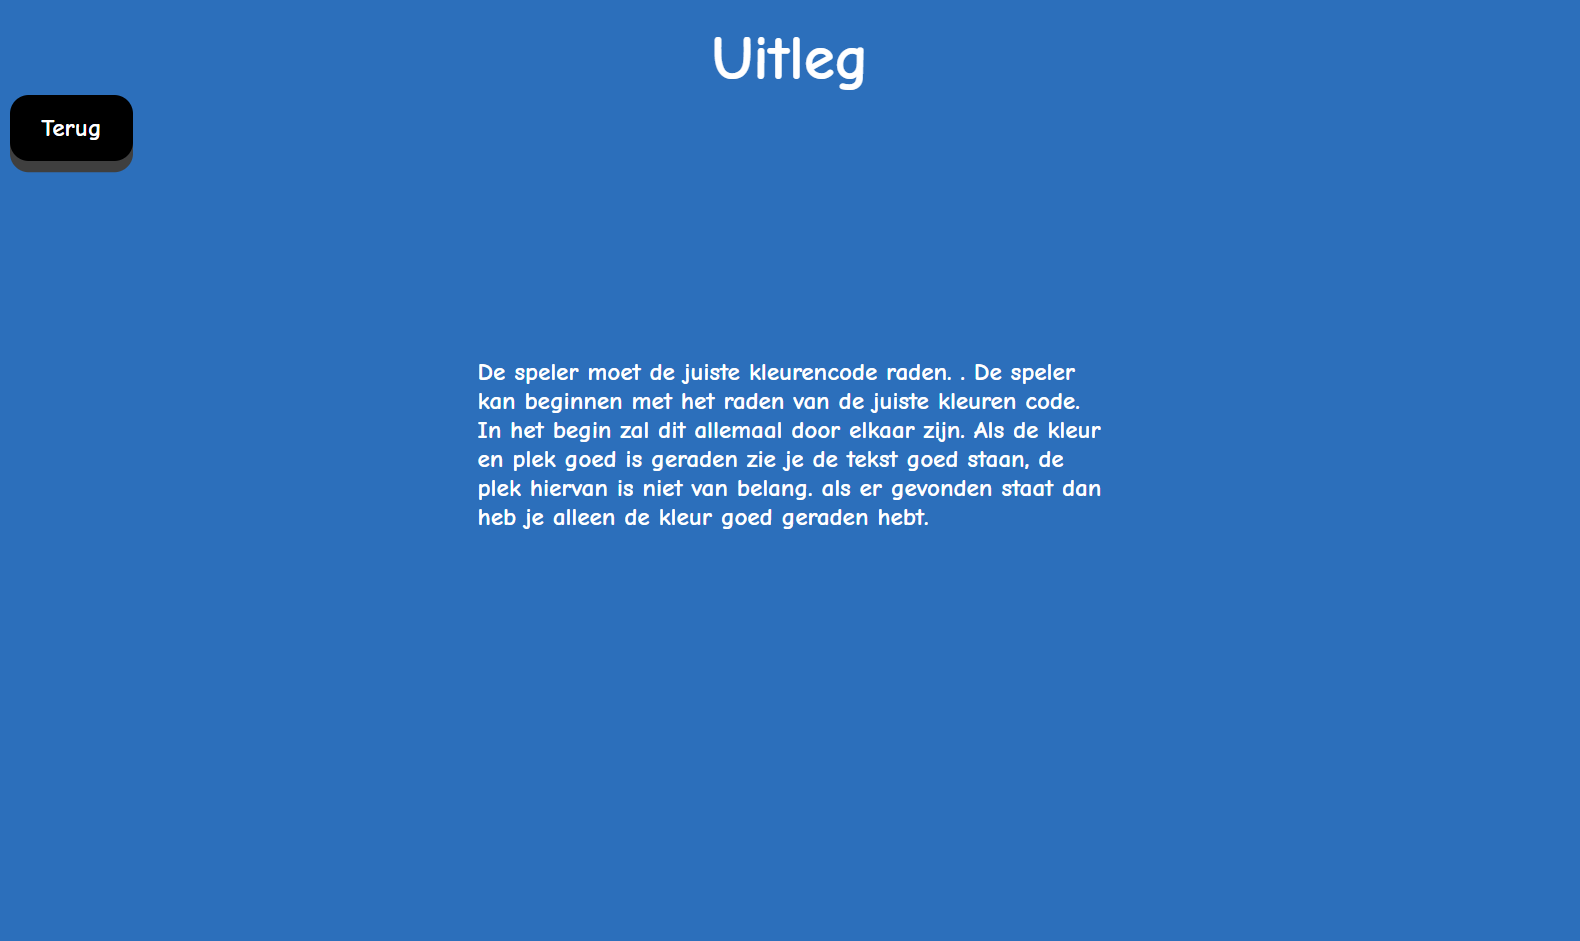 Uitleg
Terug
De speler moet de juiste kleurencode raden. . De speler
kan beginnen met het raden van de juiste kleuren code.
In het begin zal dit allemaal door elkaar zijn. Als de kleur
en plek goed is geraden zie je de tekst goed staan, de
plek hiervan is niet van belang. als er gevonden staat dan
heb je alleen de kleur goed geraden hebt.